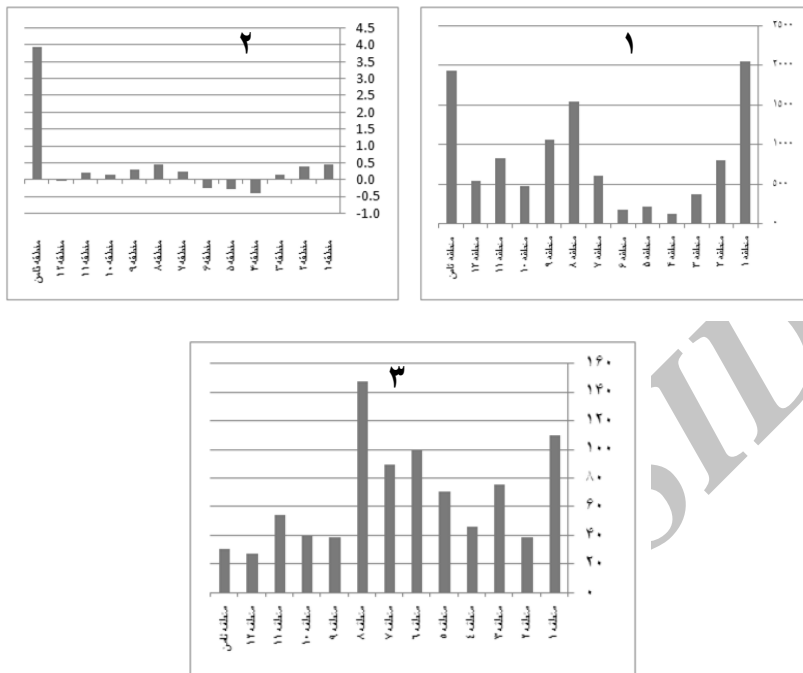 ۱
۲۵۰۰
۲۰۰۰
۱۵۰۰
۱۰۰۰
۵۰۰
۰
منطقه ۱
منطقه ۲
منطقه ۳
منطقه ۴
منطقه ۵
منطقه ۶
منطقه ۷
منطقه ۸
منطقه ۹
منطقه ۱۰
منطقه ۱۱
منطقه ۱۲
منطقه ثامن
۲
4.5
4.0
3.5
3.0
2.5
2.0
1.5
1.0
0.5
0.0
-0.5
-1.0
منطقه ۱
منطقه ۲
منطقه ۳
منطقه ۴
منطقه ۵
منطقه ۶
منطقه ۷
منطقه ۸
منطقه ۹
منطقه ۱۰
منطقه ۱۱
منطقه ۱۲
منطقه ثامن
۳
۱۶۰
۱۴۰
۱۲۰
۱۰۰
۸۰
۶۰
۴۰
۲۰
۰
منطقه ۱
منطقه ۲
منطقه ۳
منطقه ۴
منطقه ۵
منطقه ۶
منطقه ۷
منطقه ۸
منطقه ۹
منطقه ۱۰
منطقه ۱۱
منطقه ۱۲
منطقه ثامن
SID